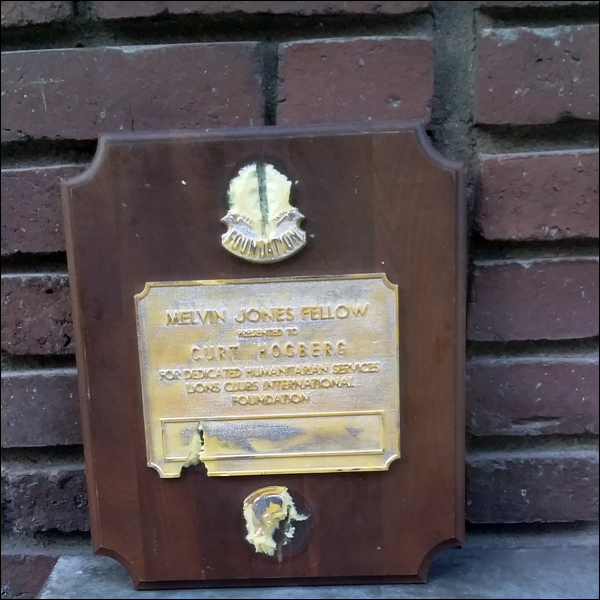 FOUNDATION
MELVIN JONES FELLOW
PRESENTED TO
CURT HOGBERG
FOR DEDICATED HUMANITARIAN SERVICES
LIONS CLUBS INTERNATIONAL
FOUNDATION